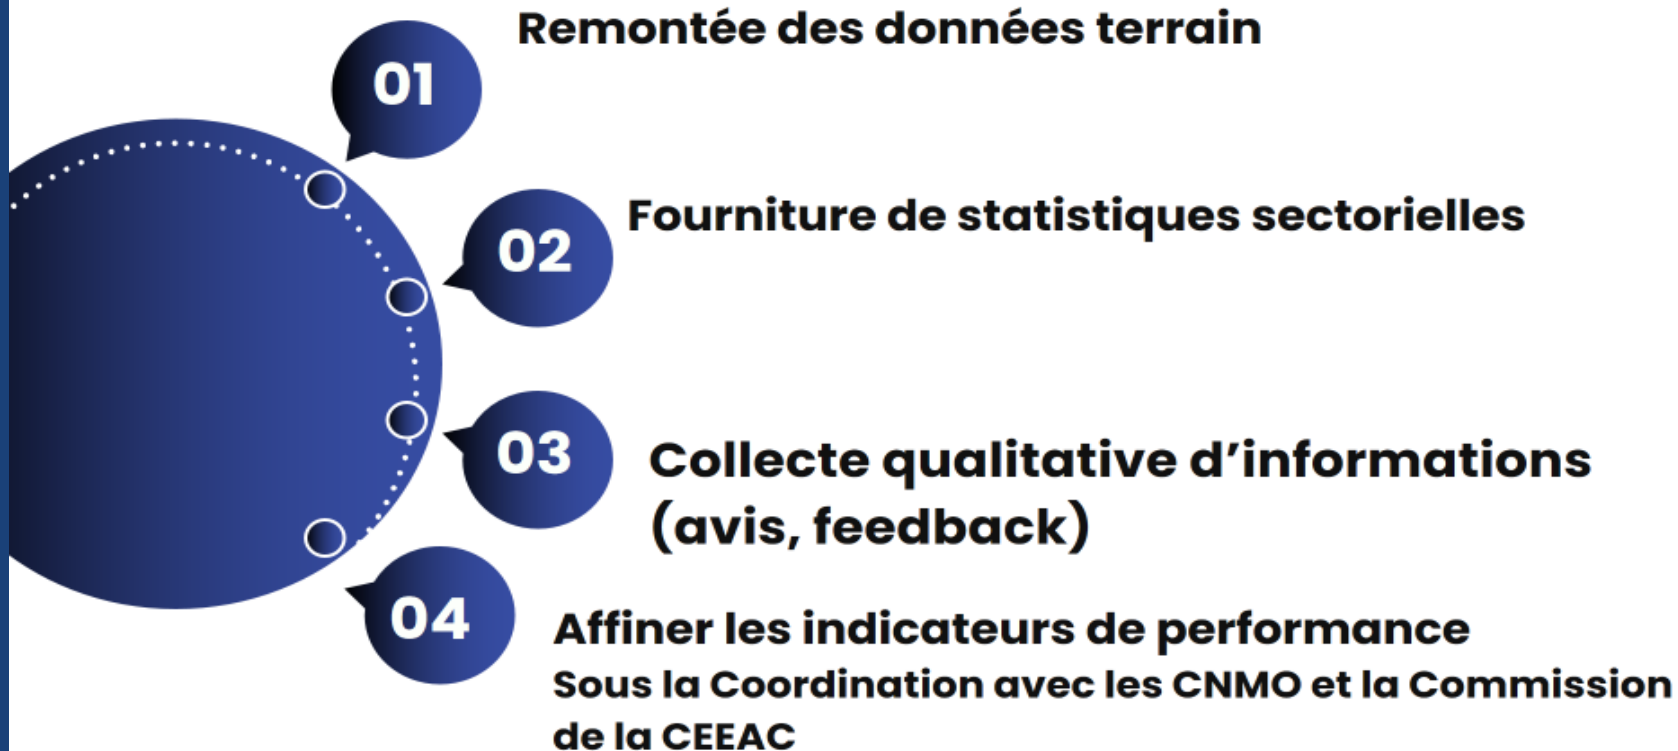 01
Remontée des données terrain
02
Fourniture de statistiques sectorielles
03
Collecte qualitative d’informations
(avis, feedback)
04
Affiner les indicateurs de performance
Sous la Coordination avec les CNMO et la Commission
de la CEEAC